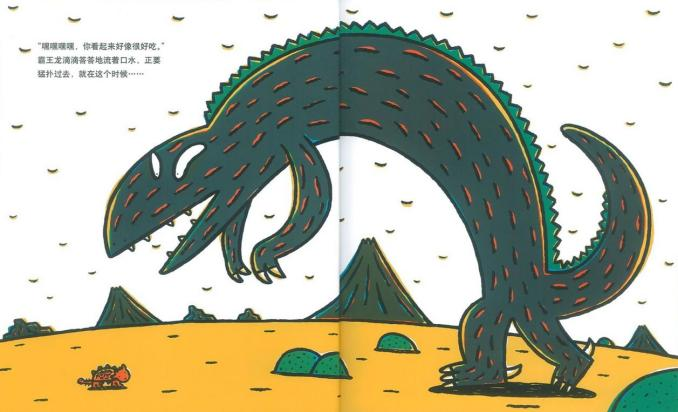 “嘿嘿嘿嘿，你看起来好像很好吃。”
霸王龙滴滴答答地流着口水，正要
猛扑过去，就在这个时候……